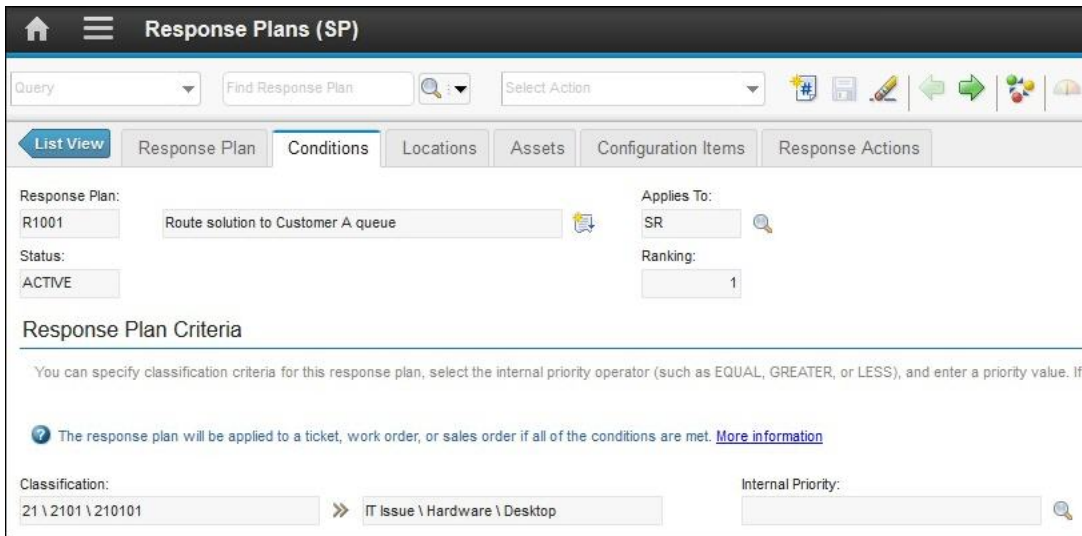 Response Plans (SP)
Query Find Response Plan Select Action
List View Response Plan Conditions Locations Assets Configuration Items Response Actions
Response Plan: Applies To:
R1001 Route solution to Customer A queue SR
Status: Ranking:
ACTIVE 1
Response Plan Criteria
You can specify classification criteria for this response plan, select the internal priority operator (such as EQUAL, GREATER, or LESS), and enter a priority value. If
The response plan will be applied to a ticket, work order, or sales order if all of the conditions are met. More information
Classification: Internal Priority:
21 \ 2101 \ 210101 IT Issue \ Hardware \ Desktop